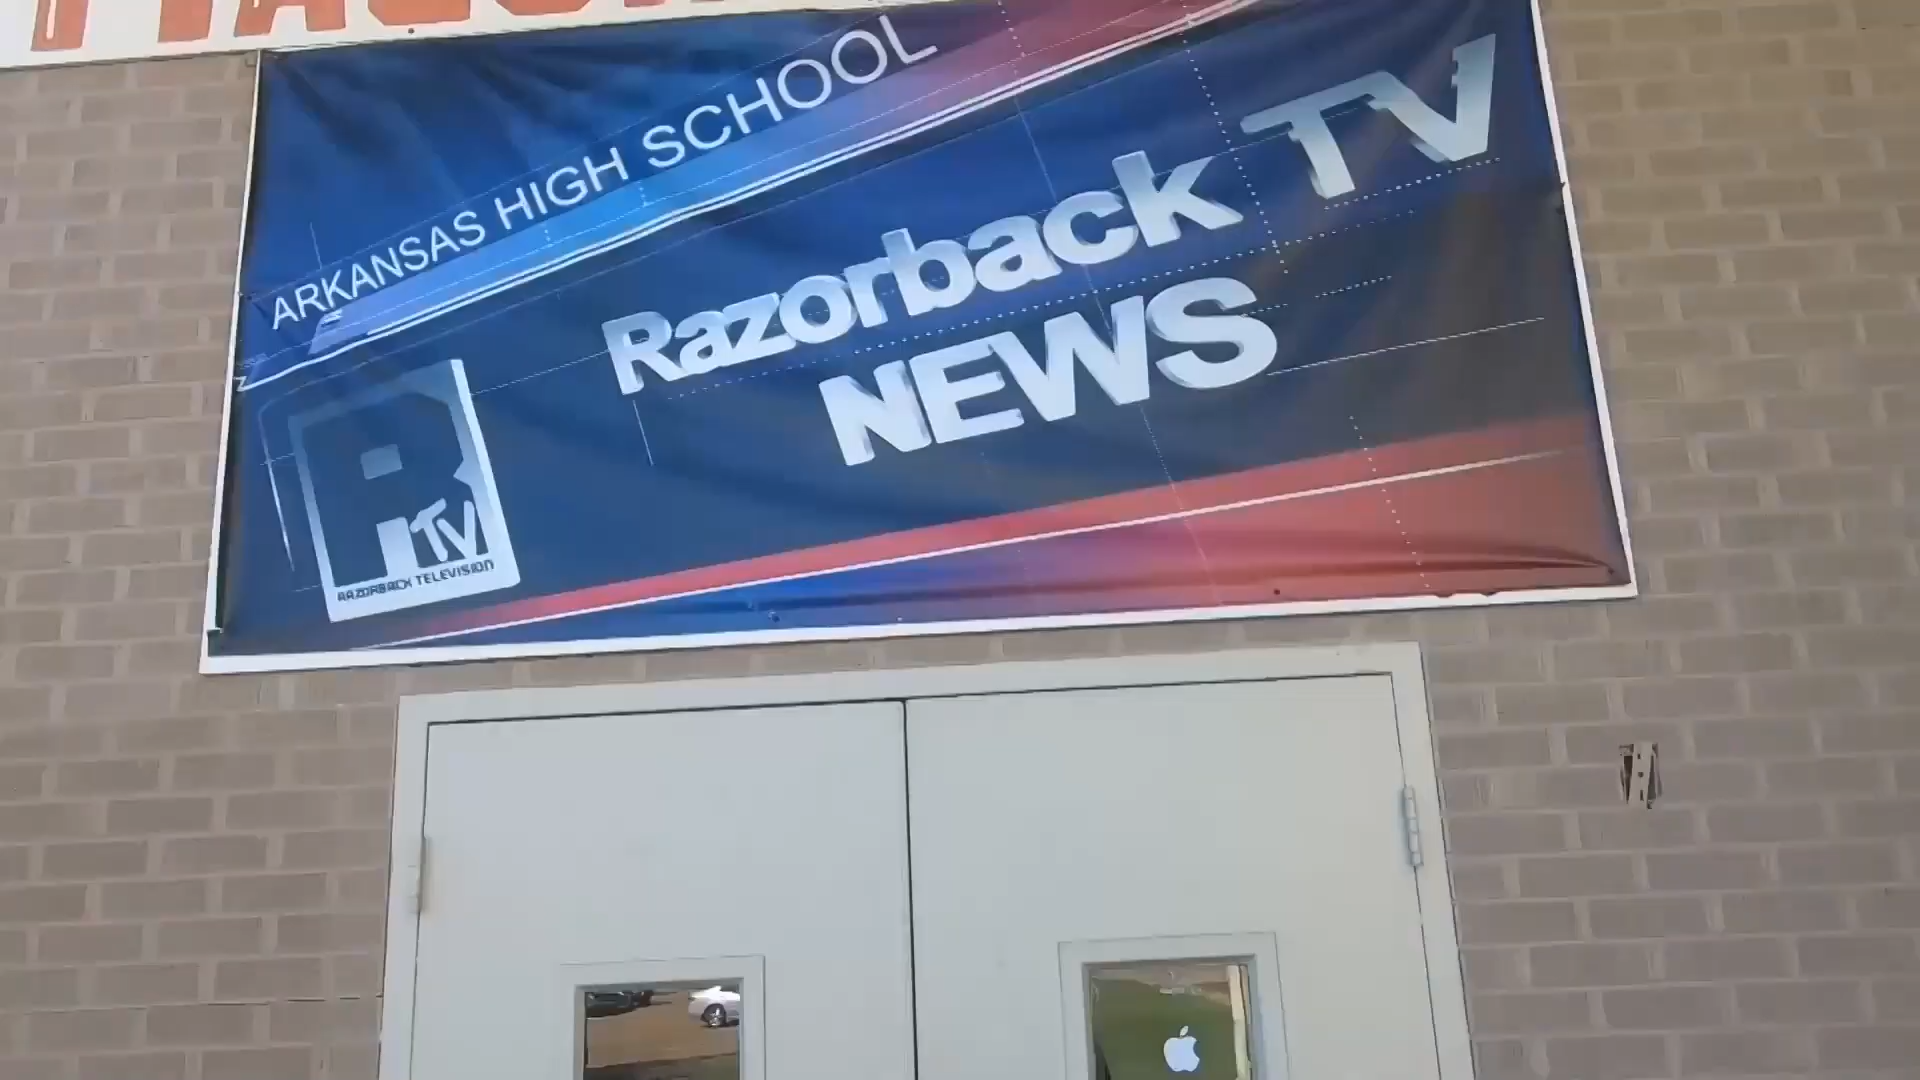 ARKANSAS HIGH SCHOOL
Razorback TV
NEWS
R TV
RAZORBACK TELEVISION